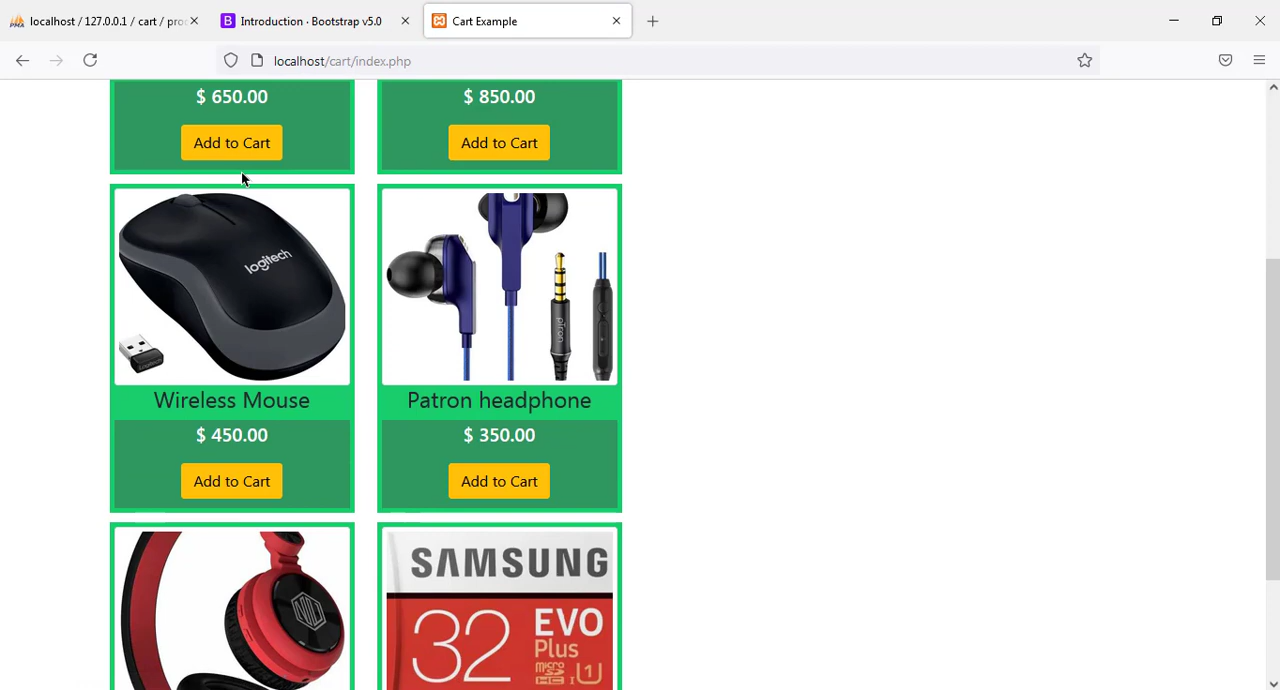 localhost / 127.0.0.1 / cart / pro
Introduction · Bootstrap v5.0
Cart Example
localhost/cart/index.php
$ 650.00
$ 850.00
Add to Cart
Add to Cart
logitech
Wireless Mouse
Patron headphone
$ 450.00
$ 350.00
Add to Cart
Add to Cart
SAMSUNG
32
EVO
Plus
micro